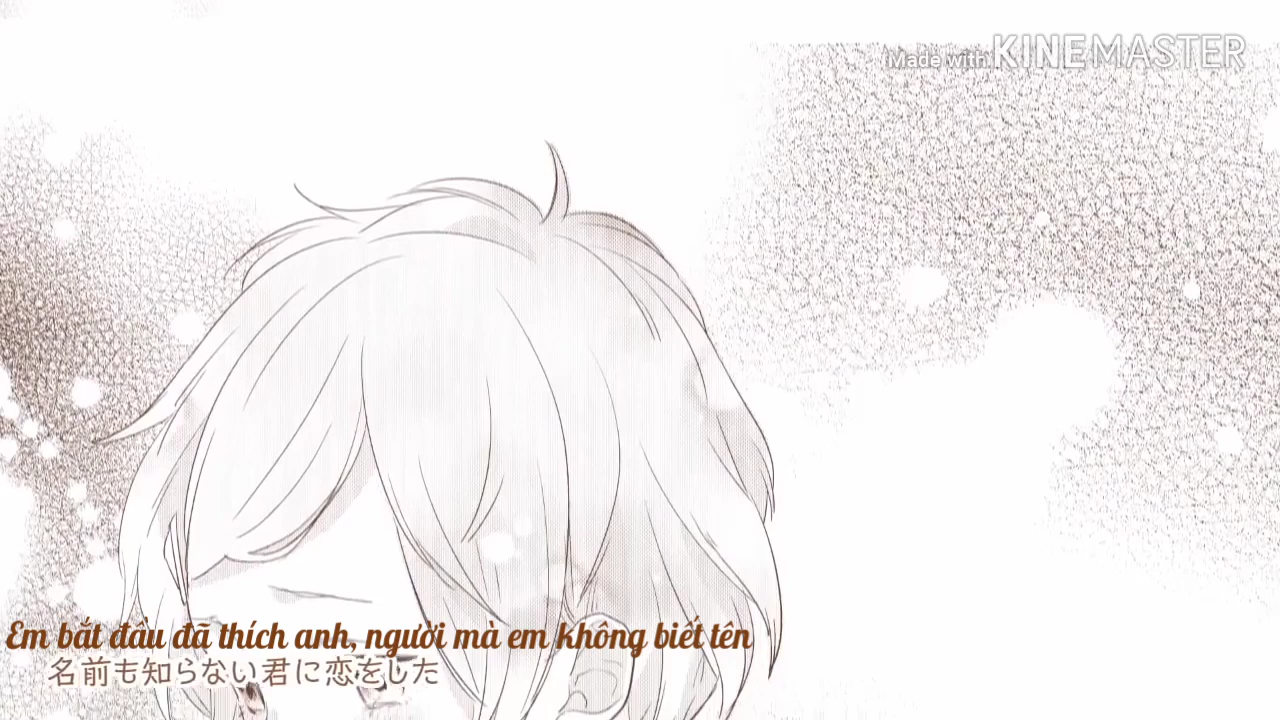 Made with KINEMASTER
Em bắt đầu đã thích anh, người mà em không biết tên
名前も知らない君に恋をした